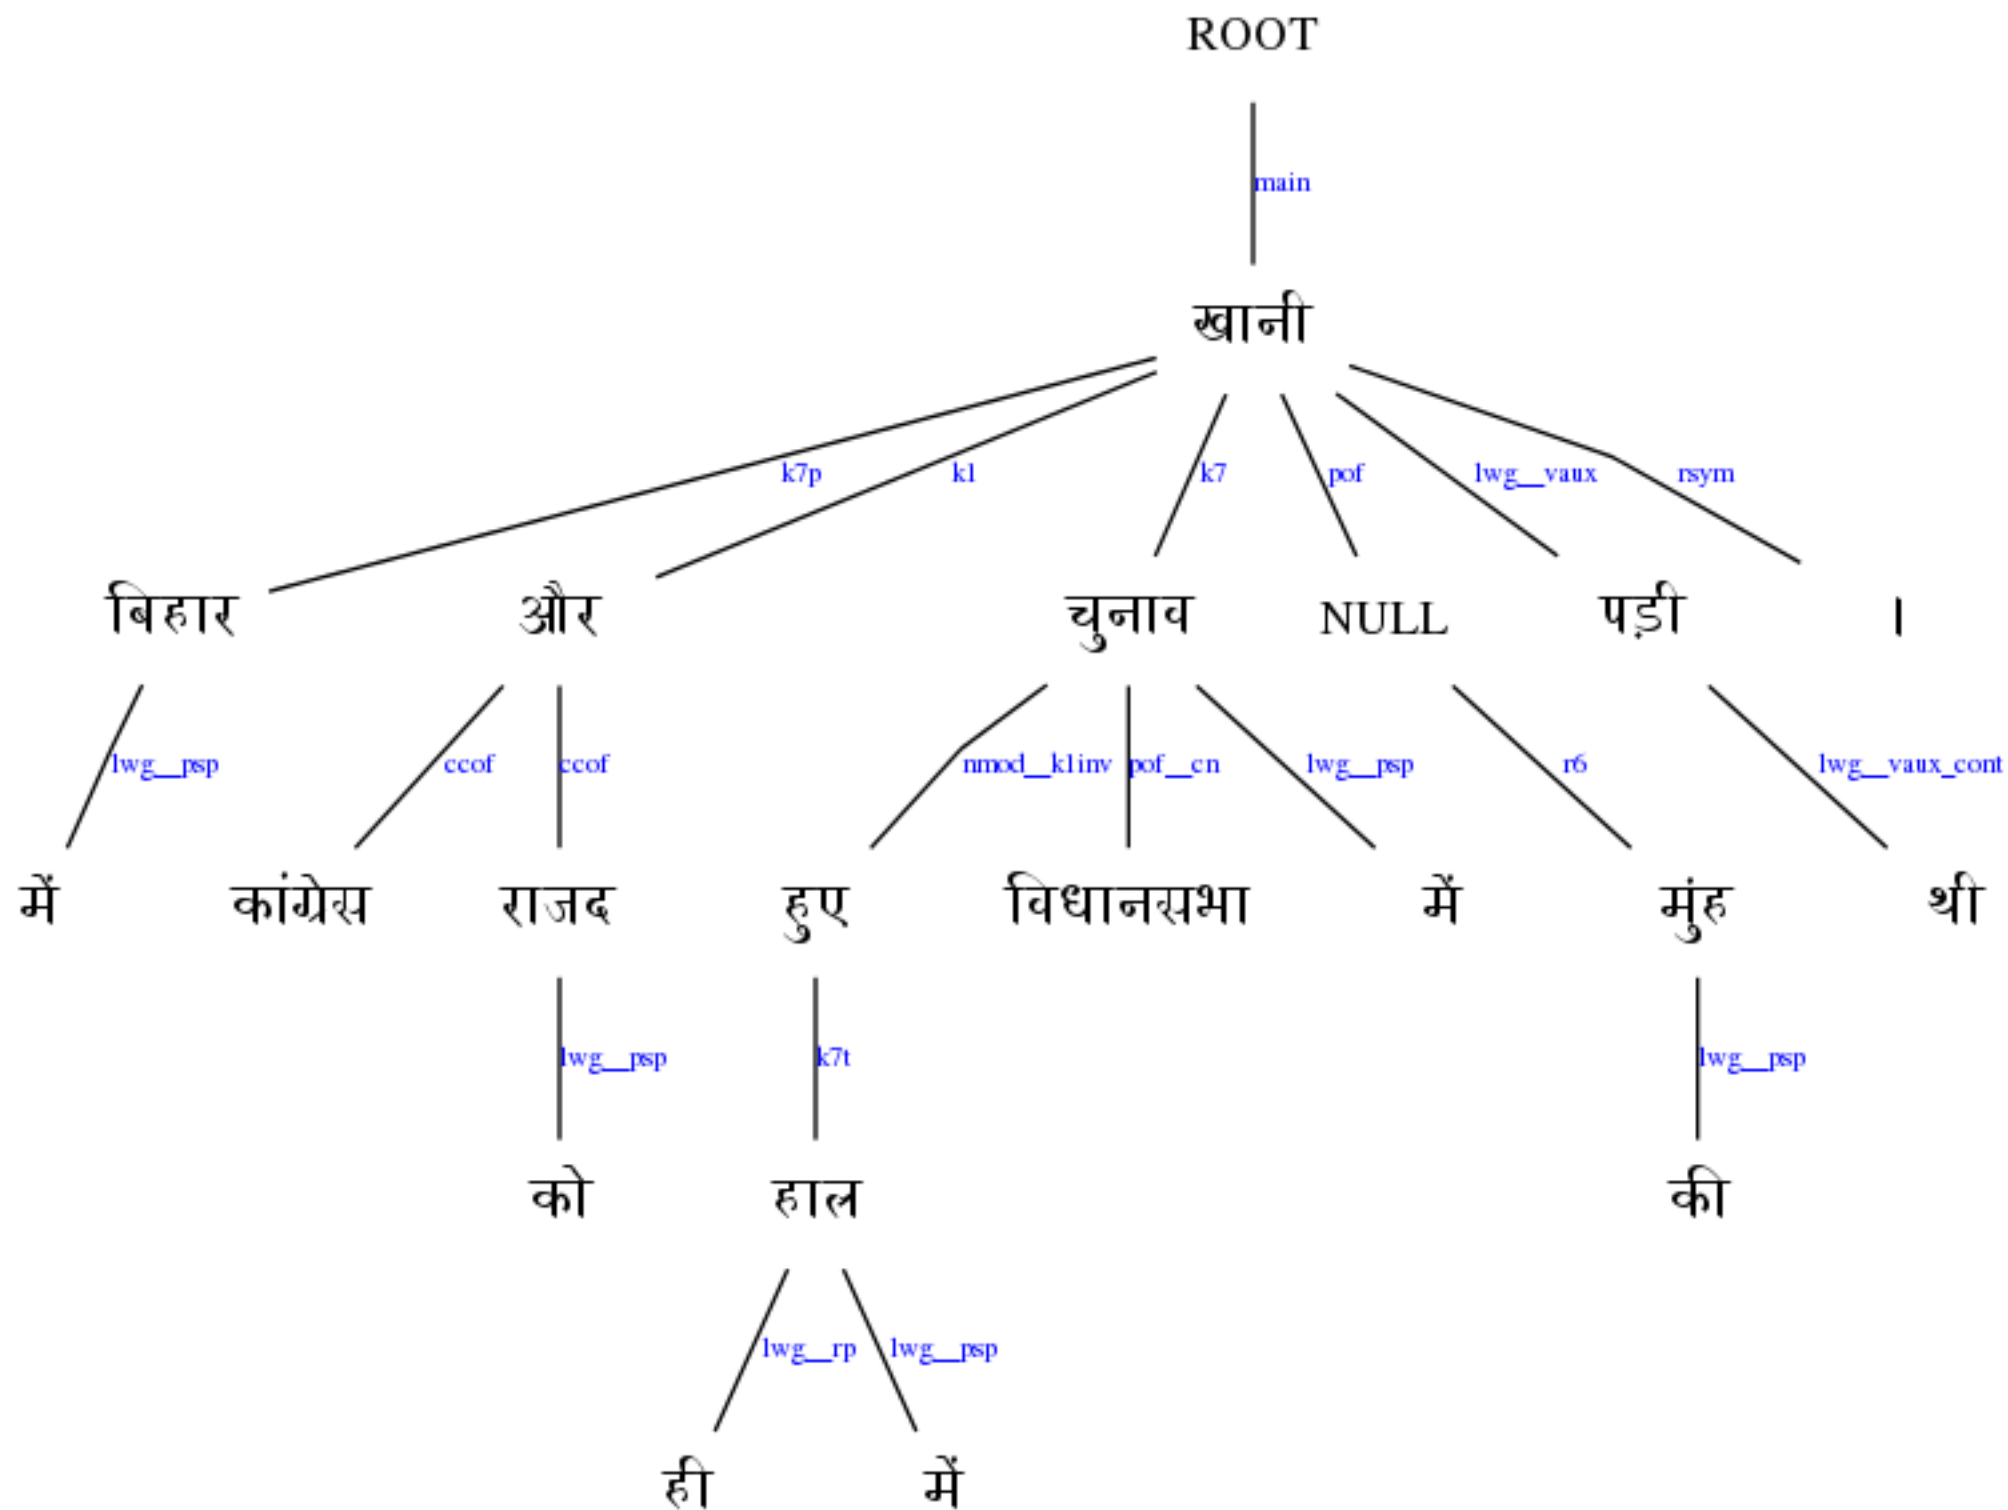 ROOT
main
खानी
k7p k1 k7 pof lwg__vaux rsym
बिहार और चुनाव NULL पड़ी ।
lwg__psp ccof ccof nmod__k1inv pof__cn lwg__psp r6 lwg__vaux_cont
में कांग्रेस राजद हुए विधानसभा में मुंह थी
lwg__psp k7t lwg__psp
को हाल की
lwg__rp lwg__psp
ही में